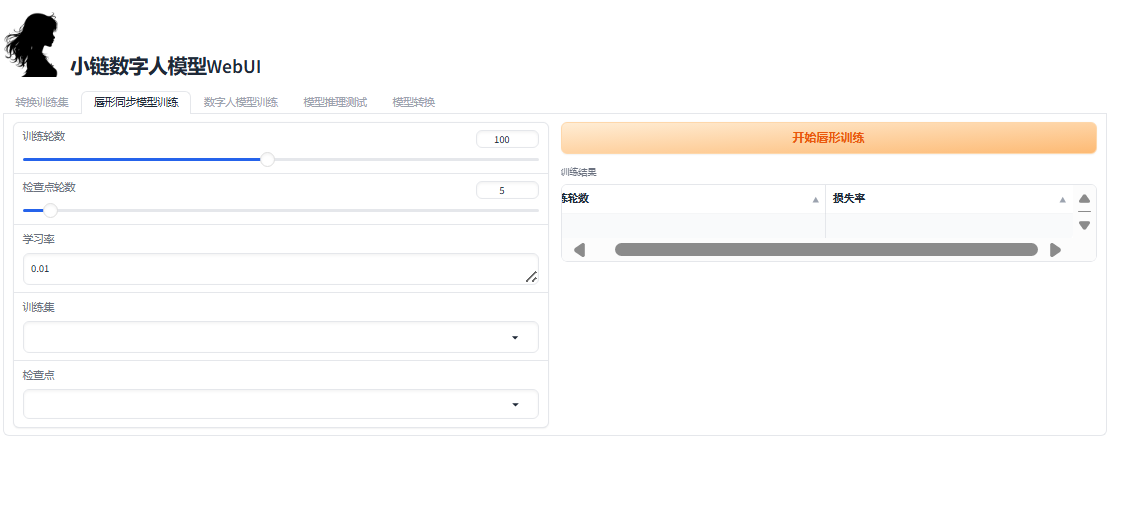 小链数字人模型WebUI
转换训练集 唇形同步模型训练 数字人模型训练 模型推理测试 模型转换
训练轮数 100
检查点轮数 5
学习率
0.01
训练集
检查点
开始唇形训练
训练结果
练轮数 损失率